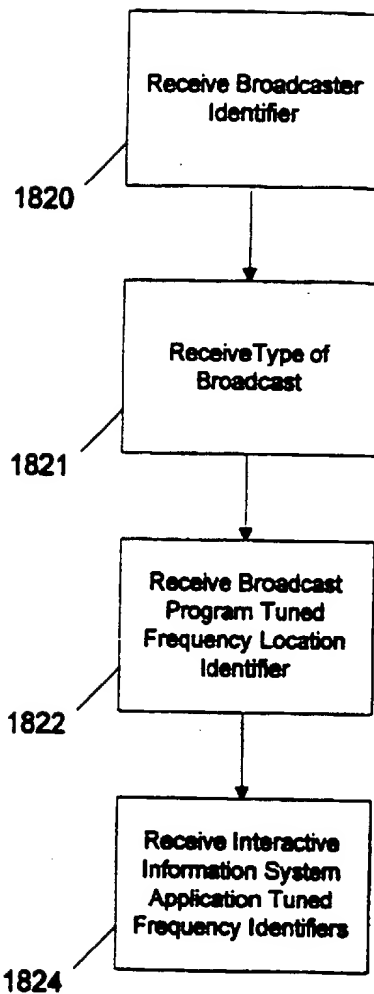 Receive Broadcaster
Identifier
1820
ReceiveType of
Broadcast
1821
Receive Broadcast
Program Tuned
Frequency Location
Identifier
1822
Receive Interactive
Information System
Application Tuned
Frequency Identifiers
1824